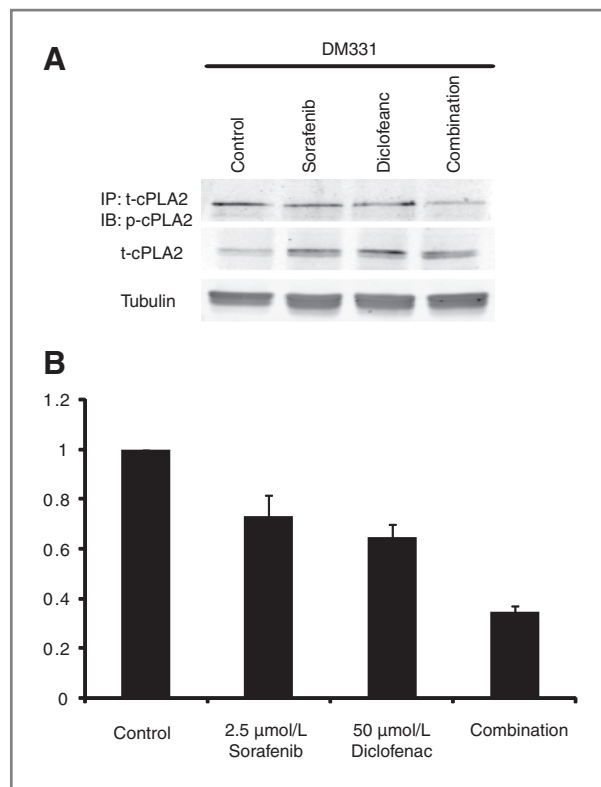 A
DM331
Control
Sorafenib
Diclofeanc
Combination
IP: t-cPLA2
IB: p-cPLA2
t-cPLA2
Tubulin
B
1.2
1
0.8
0.6
0.4
0.2
0
Control
2.5 µmol/L
Sorafenib
50 µmol/L
Diclofenac
Combination